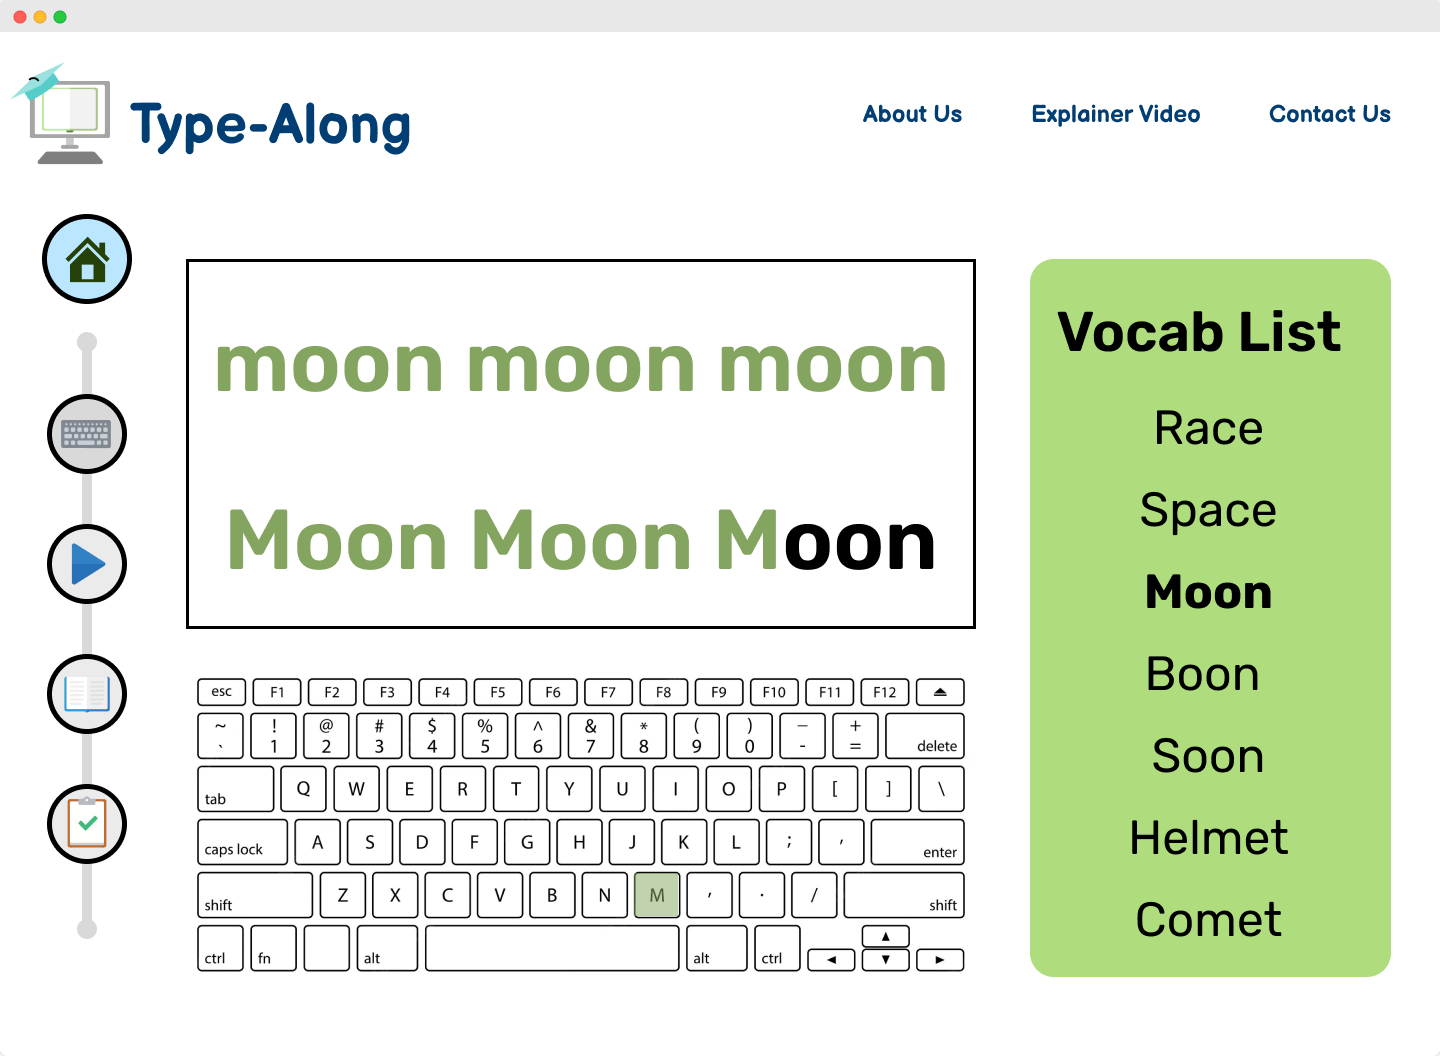 Type-Along
About Us Explainer Video Contact Us
moon moon moon
Moon Moon Moon
Vocab List
Race
Space
Moon
Boon
Soon
Helmet
Comet
esc F1 F2 F3 F4 F5 F6 F7 F8 F9 F10 F11 F12
~ ! @ # $ % ^ & * ( ) — +
` 1 2 3 4 5 6 7 8 9 0 - = delete
tab Q W E R T Y U I O P [ ] \
caps lock A S D F G H J K L ; ' enter
shift Z X C V B N M , . / shift
ctrl fn alt alt ctrl